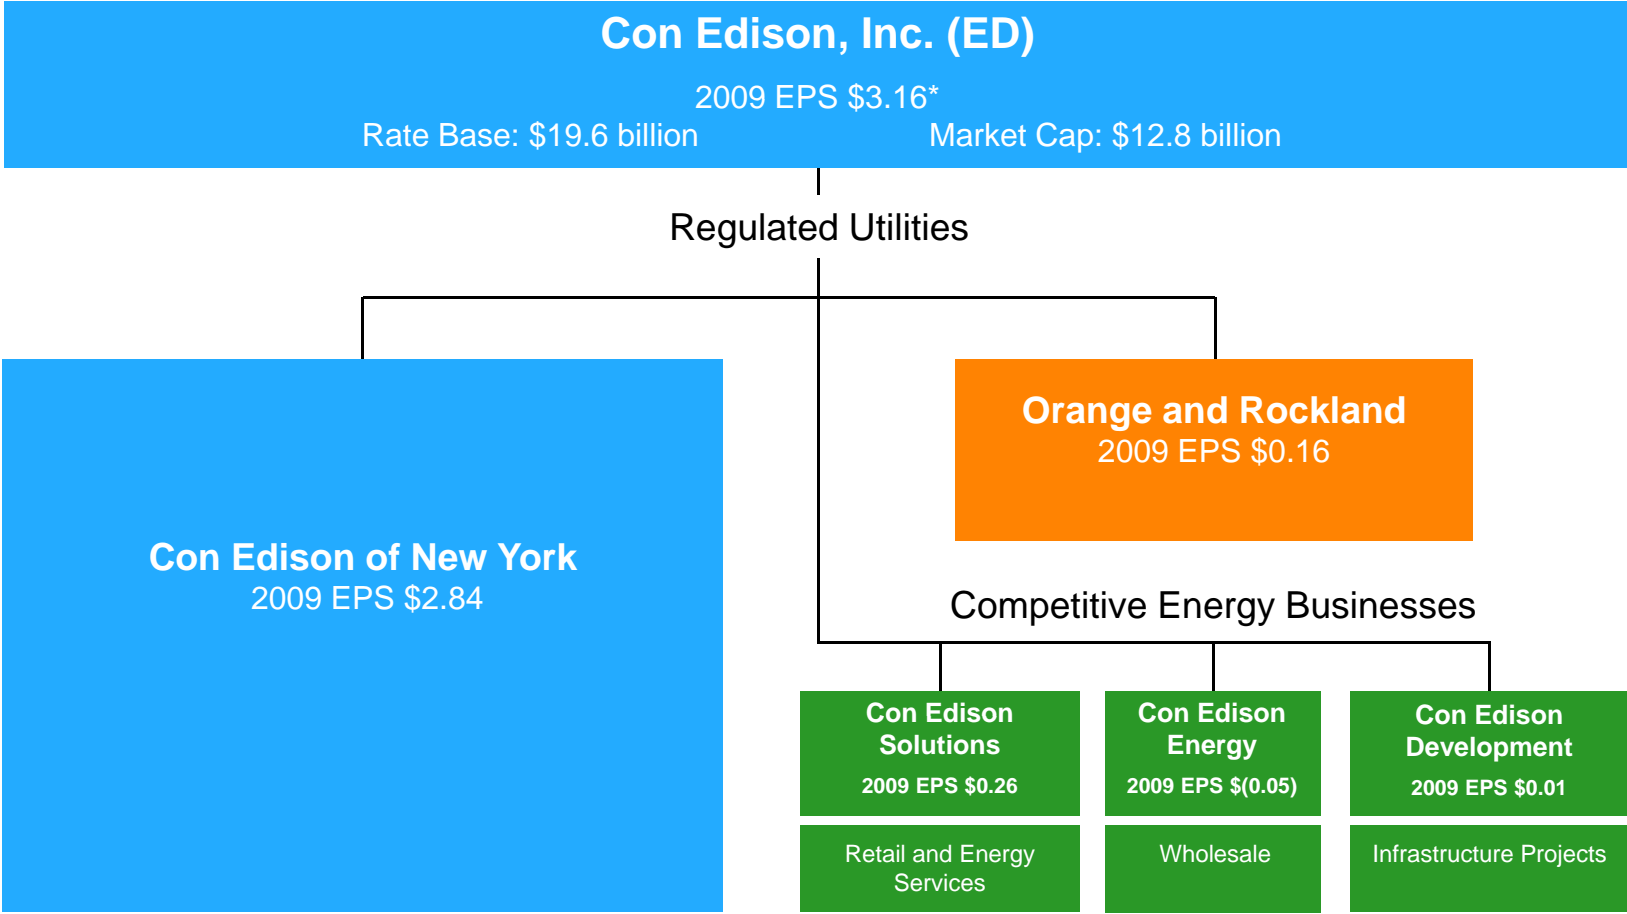 Con Edison, Inc. (ED)
2009 EPS $3.16*
Rate Base: $19.6 billion
Market Cap: $12.8 billion
Regulated Utilities
Con Edison of New York
2009 EPS $2.84
Orange and Rockland
2009 EPS $0.16
Competitive Energy Businesses
Con Edison
Solutions
2009 EPS $0.26
Retail and Energy
Services
Con Edison
Energy
2009 EPS $(0.05)
Wholesale
Con Edison
Development
2009 EPS $0.01
Infrastructure Projects